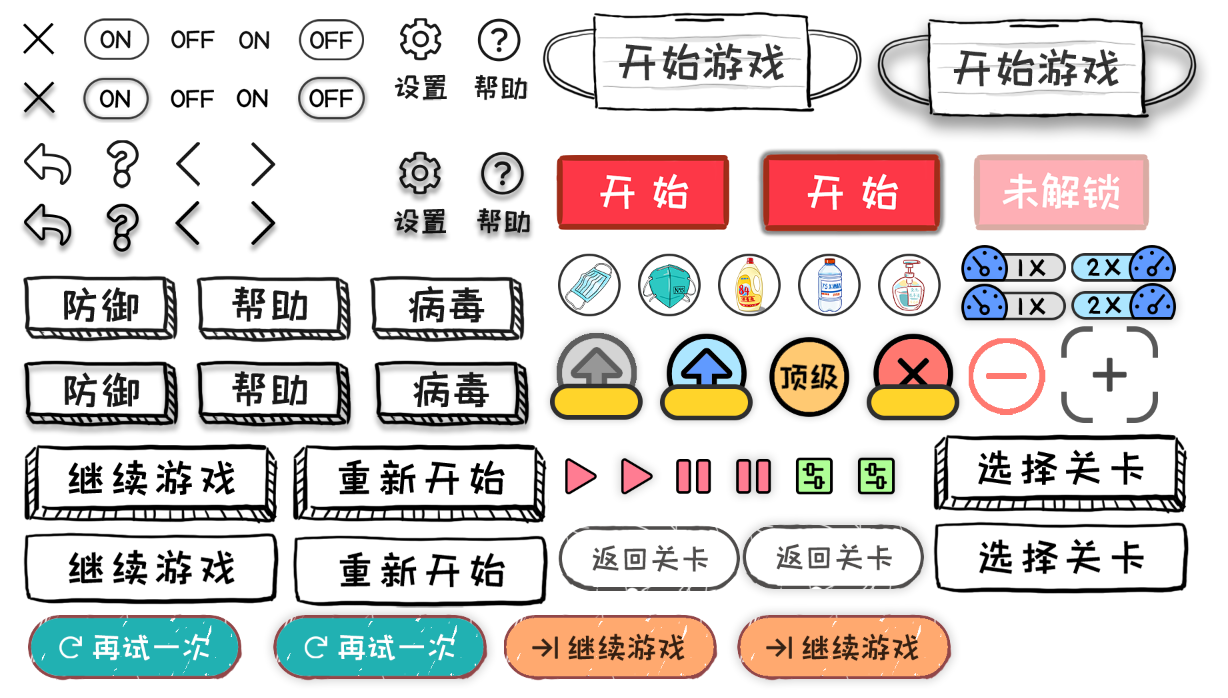 ON OFF ON OFF
ON OFF ON OFF
设置 帮助
开始游戏 开始游戏
设置 帮助
开始 开始 未解锁
防御 帮助 病毒
84
1X 2X
1X 2X
防御 帮助 病毒
顶级
继续游戏 重新开始 选择关卡
继续游戏 重新开始 返回关卡 返回关卡 选择关卡
再试一次 再试一次 继续游戏 继续游戏